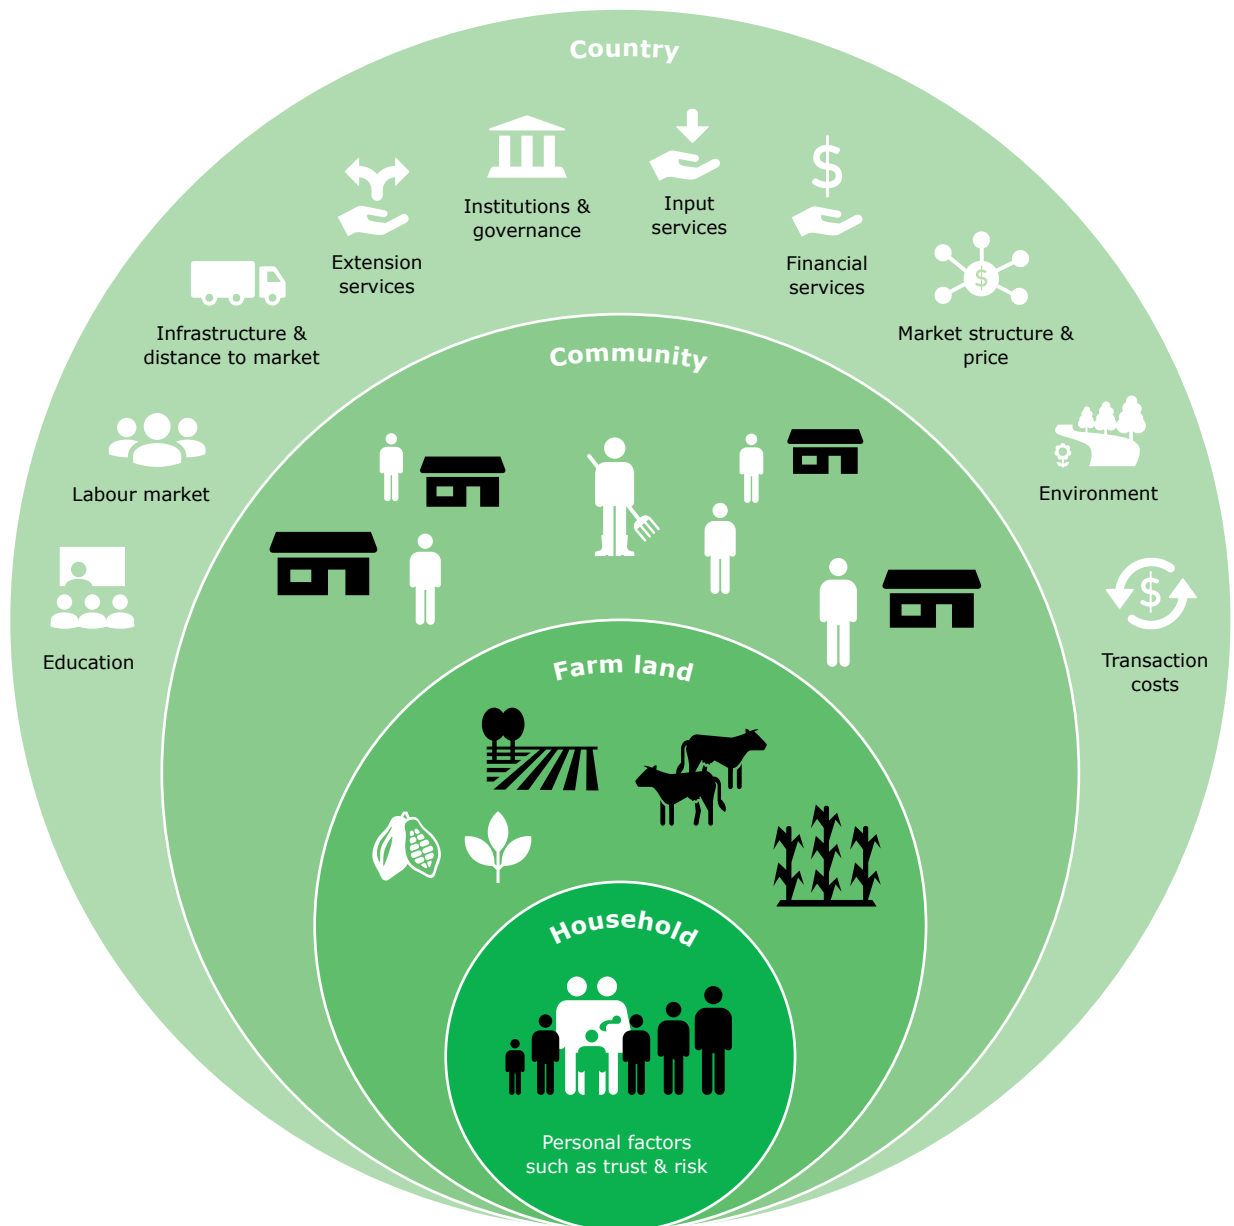 Country
Institutions &
governance
Input
services
Extension
services
Financial
services
Infrastructure &
distance to market
Market structure &
price
Labour market
Environment
Education
Transaction
costs
$
$
$
Community
Farm land
Household
Personal factors
such as trust & risk